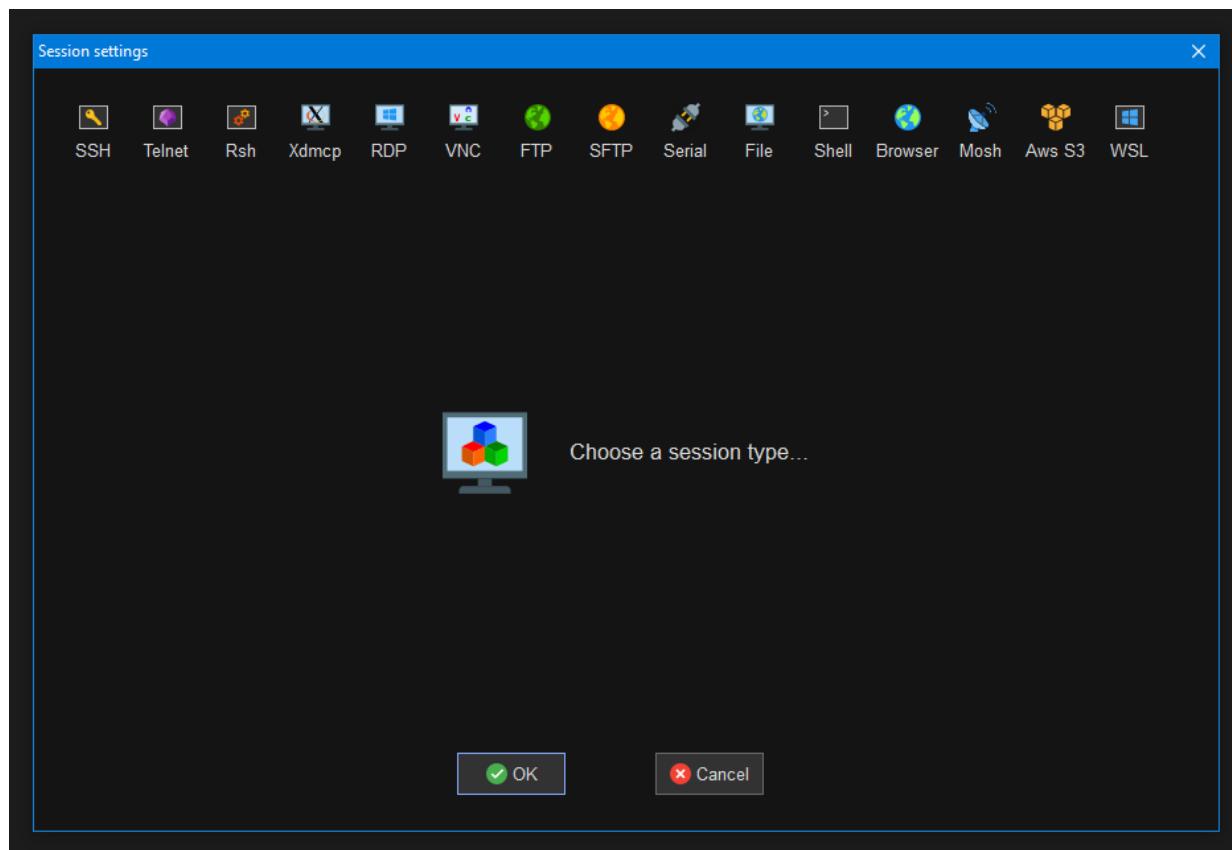 Session settings
SSH Telnet Rsh Xdmcp RDP VNC FTP SFTP Serial File Shell Browser Mosh Aws S3 WSL
Choose a session type...
OK Cancel